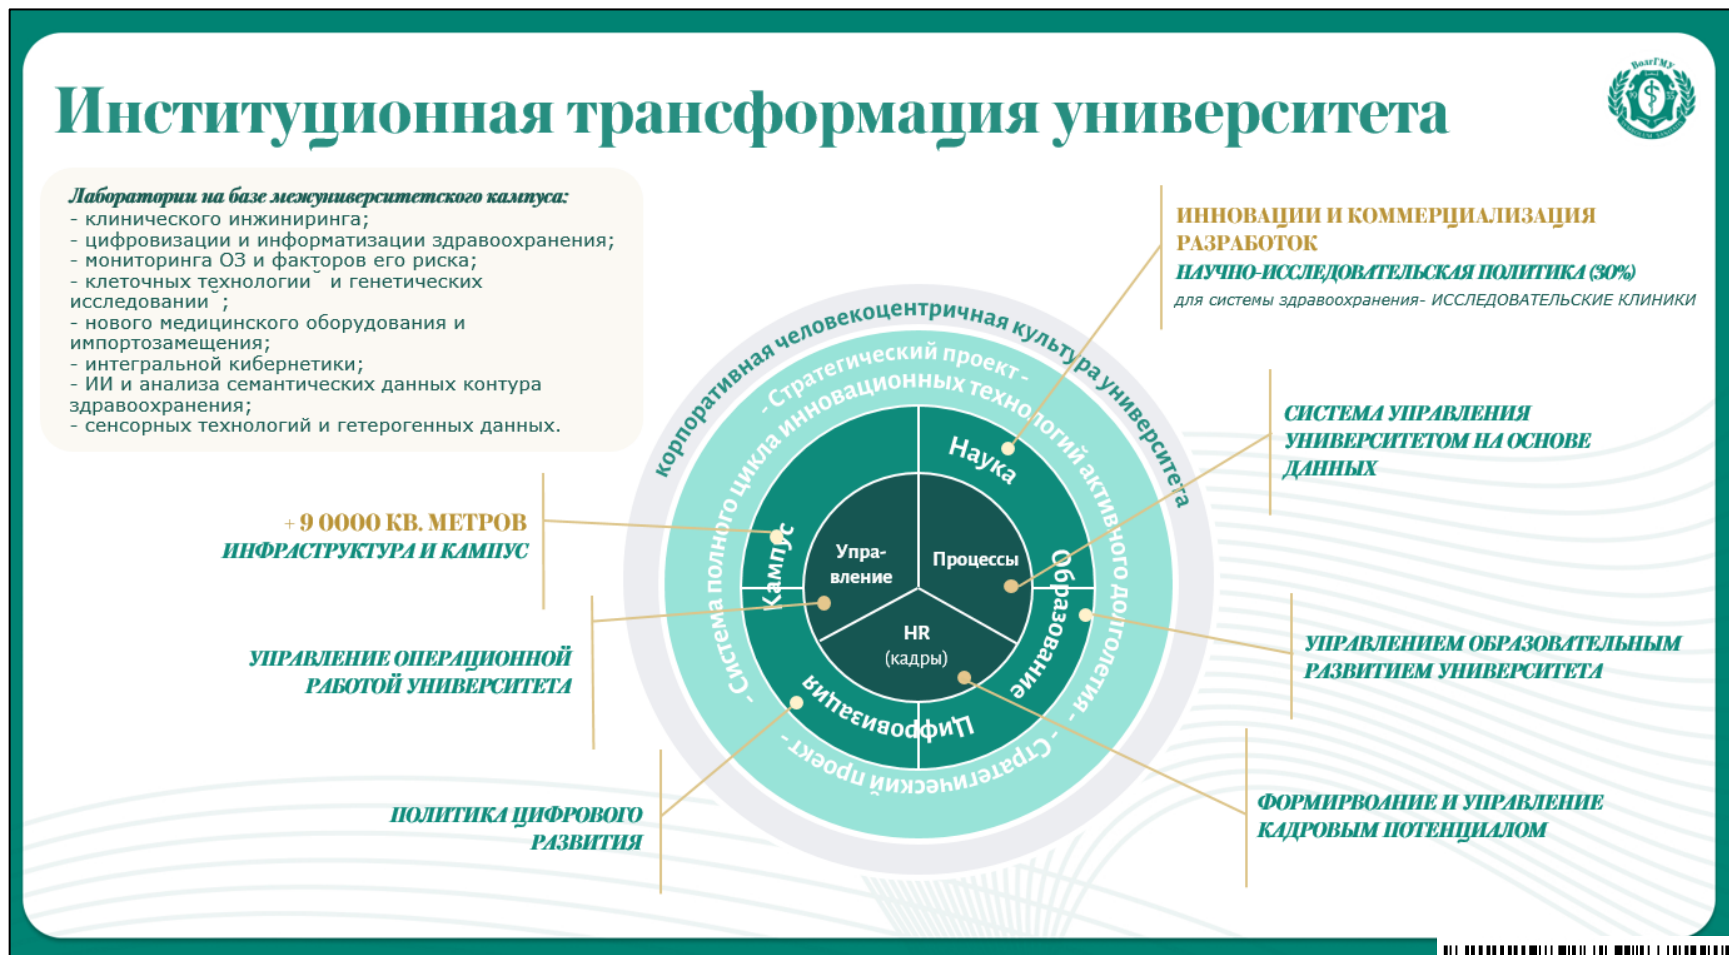 Институционная трансформация университета
ВолгГМУ
19 35
Лаборатории на базе межуниверситетского кампуса:
- клинического инжиниринга;
- цифровизации и информатизации здравоохранения;
- мониторинга ОЗ и факторов его риска;
- клеточных технологии˘ и генетических
исследовании˘;
- нового медицинского оборудования и
импортозамещения;
- интегральной кибернетики;
- ИИ и анализа семантических данных контура
здравоохранения;
- сенсорных технологий и гетерогенных данных.
ИННОВАЦИИ И КОММЕРЦИАЛИЗАЦИЯ
РАЗРАБОТОК
НАУЧНО-ИССЛЕДОВАТЕЛЬСКАЯ ПОЛИТИКА (30%)
для системы здравоохранения- ИССЛЕДОВАТЕЛЬСКИЕ КЛИНИКИ
корпоративная человекоцентричная культура университета
- Стратегический проект -
- Система полного цикла инновационных технологий активного долголетия -
- Стратегический проект -
Наука
Образование
Цифровизация
Кампус
Упра-
вление
Процессы
HR
(кадры)
СИСТЕМА УПРАВЛЕНИЯ
УНИВЕРСИТЕТОМ НА ОСНОВЕ
ДАННЫХ
+ 9 0000 КВ. МЕТРОВ
ИНФРАСТРУКТУРА И КАМПУС
УПРАВЛЕНИЕ ОПЕРАЦИОННОЙ
РАБОТОЙ УНИВЕРСИТЕТА
УПРАВЛЕНИЕМ ОБРАЗОВАТЕЛЬНЫМ
РАЗВИТИЕМ УНИВЕРСИТЕТА
ПОЛИТИКА ЦИФРОВОГО
РАЗВИТИЯ
ФОРМИРВОАНИЕ И УПРАВЛЕНИЕ
КАДРОВЫМ ПОТЕНЦИАЛОМ